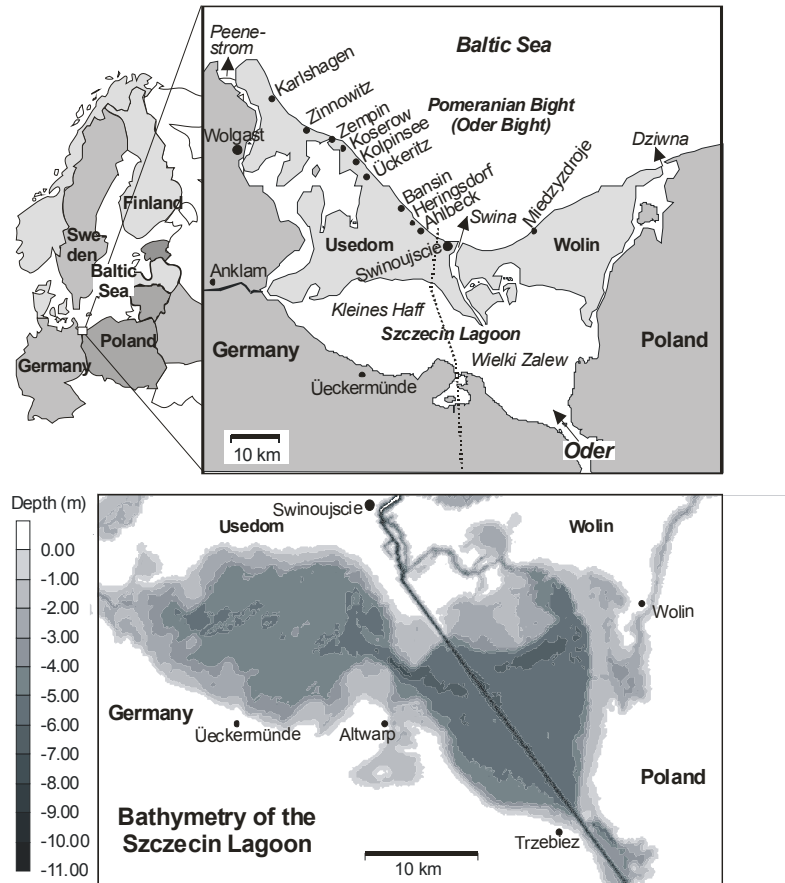 Peene-
strom
Baltic Sea
Karlshagen
Zinnowitz
Pomeranian Bight
(Oder Bight)
Zempin
Koserow
Kolpinsee
Ückeritz
Wolgast
Dziwna
Miedzyzdroje
Bansin
Heringsdorf
Ahlbeck
Swina
Usedom
Wolin
Swinoujscie
Anklam
Kleines Haff
Szczecin Lagoon
Germany
Poland
Wielki Zalew
Üeckermünde
10 km
Oder
Finland
Swe-
den
Baltic
Sea
Poland
Germany
Depth (m)
0.00
-1.00
-2.00
-3.00
-4.00
-5.00
-6.00
-7.00
-8.00
-9.00
-10.00
-11.00
Swinoujscie
Usedom
Wolin
Wolin
Germany
Üeckermünde
Altwarp
Poland
Bathymetry of the
Szczecin Lagoon
Trzebiez
10 km